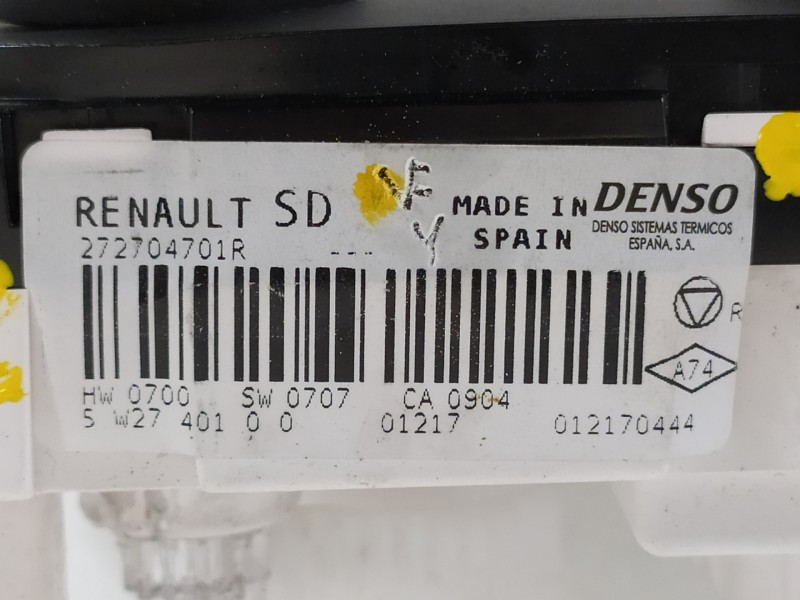 RENAULT SD
272704701R
---
VF
Y
MADE IN
SPAIN
DENSO
DENSO SISTEMAS TERMICOS
ESPAÑA, S.A.
R
A74
HW 0700 SW 0707 CA 0904
5 W27 401 0 0 01217 012170444